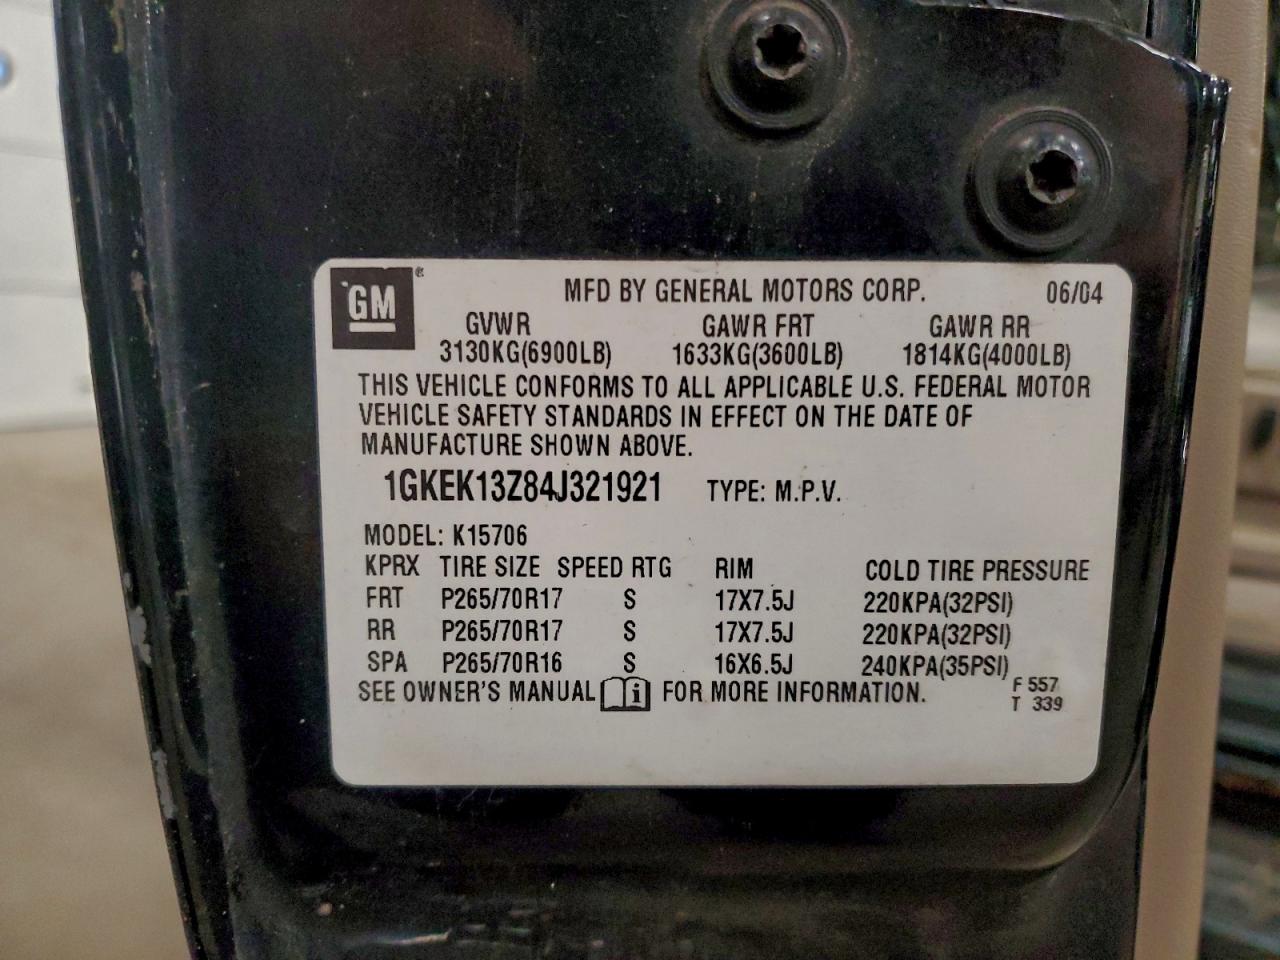 GM ®
MFD BY GENERAL MOTORS CORP. 06/04
GVWR GAWR FRT GAWR RR
3130KG(6900LB) 1633KG(3600LB) 1814KG(4000LB)
THIS VEHICLE CONFORMS TO ALL APPLICABLE U.S. FEDERAL MOTOR
VEHICLE SAFETY STANDARDS IN EFFECT ON THE DATE OF
MANUFACTURE SHOWN ABOVE.
1GKEK13Z84J321921 TYPE: M.P.V.
MODEL: K15706
KPRX TIRE SIZE SPEED RTG RIM COLD TIRE PRESSURE
FRT P265/70R17 S 17X7.5J 220KPA(32PSI)
RR P265/70R17 S 17X7.5J 220KPA(32PSI)
SPA P265/70R16 S 16X6.5J 240KPA(35PSI)
SEE OWNER'S MANUAL i FOR MORE INFORMATION.
F 557
T 339